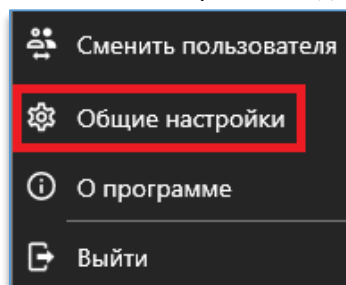 Сменить пользователя
Общие настройки
О программе
Выйти